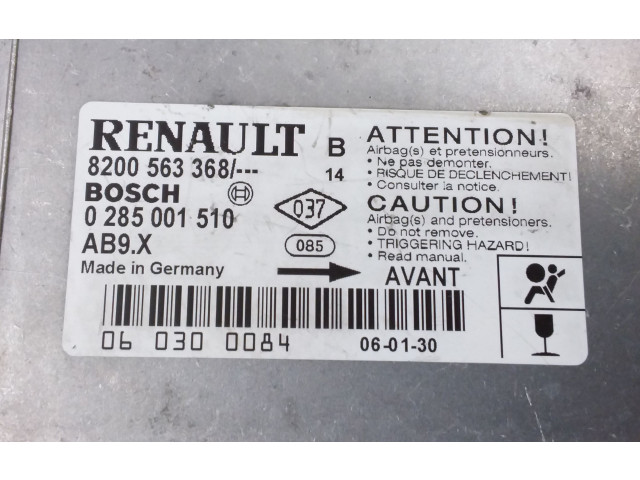 RENAULT B
8200 563 368/--- 14
BOSCH
0 285 001 510
AB9.X
Made in Germany
037
085
AVANT
06 030 0084
06-01-30
ATTENTION!
Airbag(s) et pretensionneurs.
• Ne pas demonter.
• RISQUE DE DECLENCHEMENT!
• Consulter la notice.
CAUTION!
Airbag(s) and pretensioners.
• Do not remove.
• TRIGGERING HAZARD!
• Read manual.